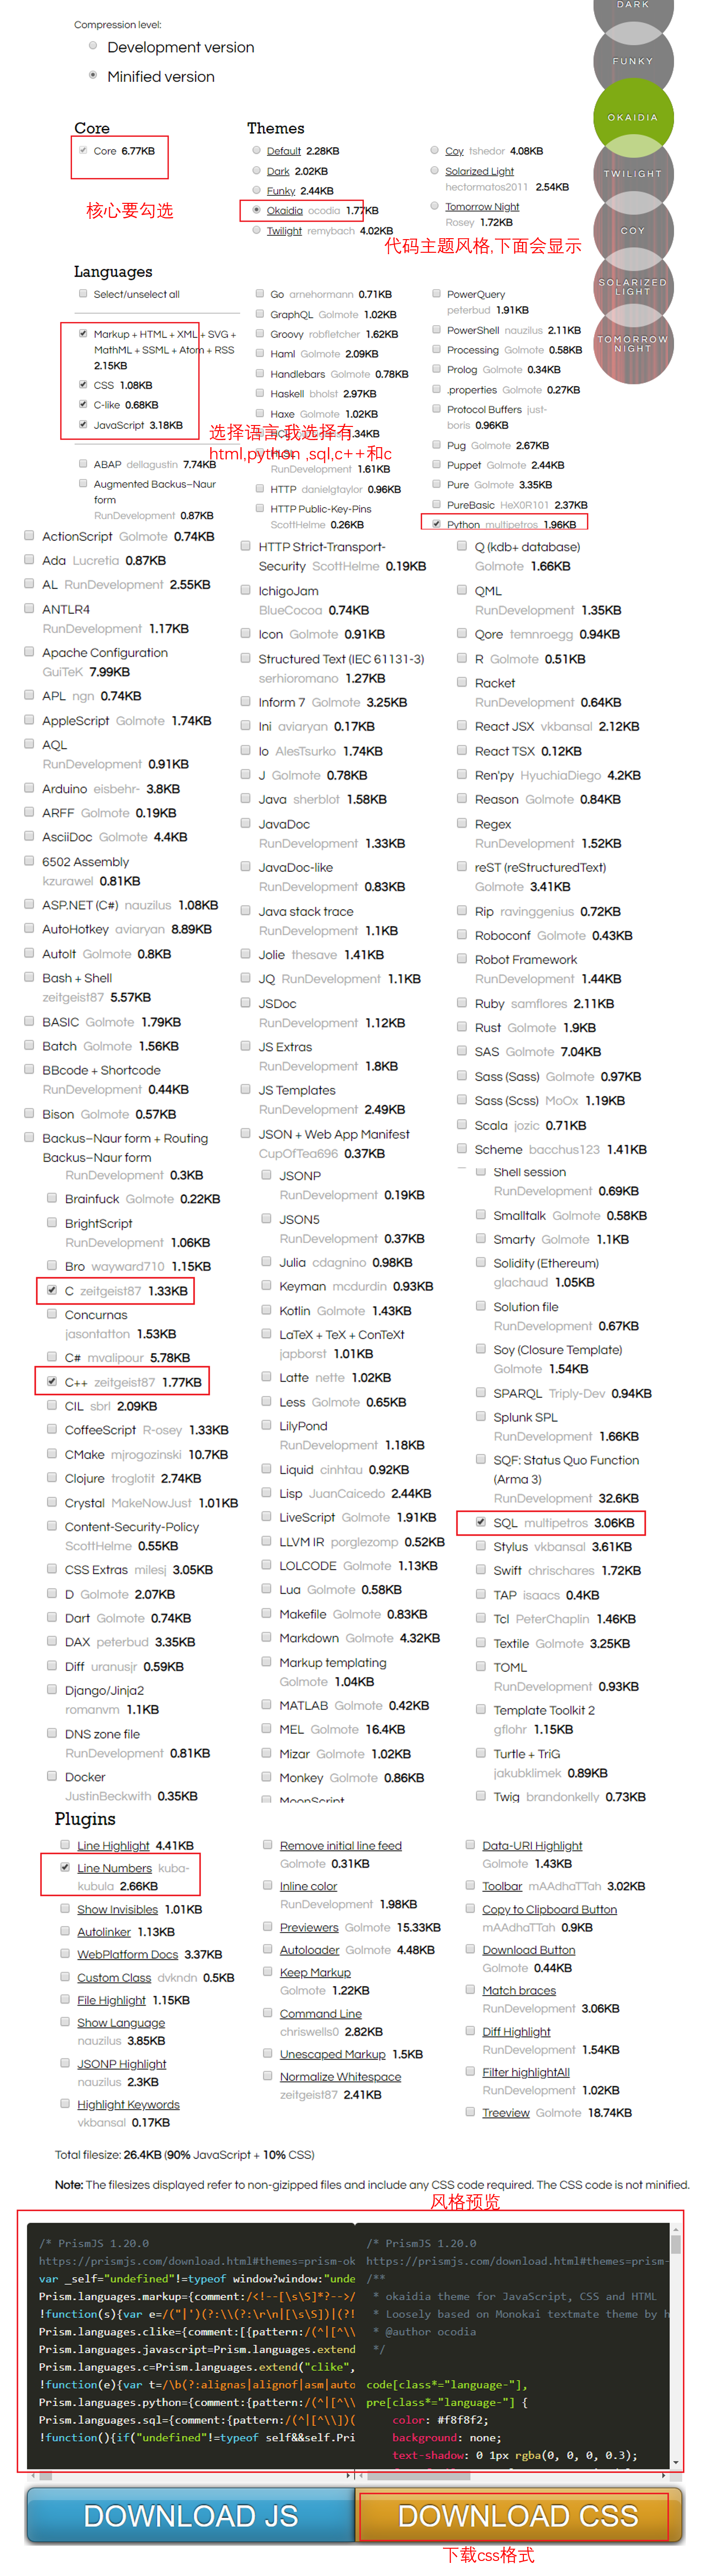 Compression level:
Development version
Minified version
DARK
FUNKY
OKAIDIA
TWILIGHT
COY
SOLARIZED
LIGHT
TOMORROW
NIGHT
Core
Core 6.77KB
核心要勾选
Themes
Default 2.28KB
Dark 2.02KB
Funky 2.44KB
Okaidia ocodia 1.77KB
Twilight remybach 4.02KB
Coy tshedor 4.08KB
Solarized Light
hectormatos2011 2.54KB
Tomorrow Night
Rosey 1.72KB
代码主题风格,下面会显示
Languages
Select/unselect all
Markup + HTML + XML + SVG +
MathML + SSML + Atom + RSS
2.15KB
CSS 1.08KB
C-like 0.68KB
JavaScript 3.18KB
选择语言我选择有
html,python ,sql,c++和c
ABAP dellagustin 7.74KB
Augmented Backus–Naur
form
RunDevelopment 0.87KB
Go arnehormann 0.71KB
GraphQL Golmote 1.02KB
Groovy robfletcher 1.62KB
Haml Golmote 2.09KB
Handlebars Golmote 0.78KB
Haskell bholst 2.97KB
Haxe Golmote 1.02KB
1.34KB
HLSL
RunDevelopment 1.61KB
HTTP danielgtaylor 0.96KB
HTTP Public-Key-Pins
ScottHelme 0.26KB
PowerQuery
peterbud 1.91KB
PowerShell nauzilus 2.11KB
Processing Golmote 0.58KB
Prolog Golmote 0.34KB
.properties Golmote 0.27KB
Protocol Buffers just-
boris 0.96KB
Pug Golmote 2.67KB
Puppet Golmote 2.44KB
Pure Golmote 3.35KB
PureBasic HeX0R101 2.37KB
Python multipetros 1.96KB
ActionScript Golmote 0.74KB
Ada Lucretia 0.87KB
AL RunDevelopment 2.55KB
ANTLR4
RunDevelopment 1.17KB
Apache Configuration
GuiTeK 7.99KB
APL ngn 0.74KB
AppleScript Golmote 1.74KB
AQL
RunDevelopment 0.91KB
Arduino eisbehr- 3.8KB
ARFF Golmote 0.19KB
AsciiDoc Golmote 4.4KB
6502 Assembly
kzurawel 0.81KB
ASP.NET (C#) nauzilus 1.08KB
AutoHotkey aviaryan 8.89KB
AutoIt Golmote 0.8KB
Bash + Shell
zeitgeist87 5.57KB
BASIC Golmote 1.79KB
Batch Golmote 1.56KB
BBcode + Shortcode
RunDevelopment 0.44KB
Bison Golmote 0.57KB
Backus–Naur form + Routing
Backus–Naur form
RunDevelopment 0.3KB
HTTP Strict-Transport-
Security ScottHelme 0.19KB
IchigoJam
BlueCocoa 0.74KB
Icon Golmote 0.91KB
Structured Text (IEC 61131-3)
serhioromano 1.27KB
Inform 7 Golmote 3.25KB
Ini aviaryan 0.17KB
Io AlesTsurko 1.74KB
J Golmote 0.78KB
Java sherblot 1.58KB
JavaDoc
RunDevelopment 1.33KB
JavaDoc-like
RunDevelopment 0.83KB
Java stack trace
RunDevelopment 1.1KB
Jolie thesave 1.41KB
JQ RunDevelopment 1.1KB
JSDoc
RunDevelopment 1.12KB
JS Extras
RunDevelopment 1.8KB
JS Templates
RunDevelopment 2.49KB
JSON + Web App Manifest
CupOfTea696 0.37KB
Q (kdb+ database)
Golmote 1.66KB
QML
RunDevelopment 1.35KB
Qore temnroegg 0.94KB
R Golmote 0.51KB
Racket
RunDevelopment 0.64KB
React JSX vkbansal 2.12KB
React TSX 0.12KB
Ren'py HyuchiaDiego 4.2KB
Reason Golmote 0.84KB
Regex
RunDevelopment 1.52KB
reST (reStructuredText)
Golmote 3.41KB
Rip ravinggenius 0.72KB
Roboconf Golmote 0.43KB
Robot Framework
RunDevelopment 1.44KB
Ruby samflores 2.11KB
Rust Golmote 1.9KB
SAS Golmote 7.04KB
Sass (Sass) Golmote 0.97KB
Sass (Scss) MoOx 1.19KB
Scala jozic 0.71KB
Scheme bacchus123 1.41KB
Brainfuck Golmote 0.22KB
BrightScript
RunDevelopment 1.06KB
Bro wayward710 1.15KB
C zeitgeist87 1.33KB
Concurnas
jasontatton 1.53KB
C# mvalipour 5.78KB
C++ zeitgeist87 1.77KB
CIL sbrl 2.09KB
CoffeeScript R-osey 1.33KB
CMake mjrogozinski 10.7KB
Clojure troglotit 2.74KB
Crystal MakeNowJust 1.01KB
Content-Security-Policy
ScottHelme 0.55KB
CSS Extras milesj 3.05KB
D Golmote 2.07KB
Dart Golmote 0.74KB
DAX peterbud 3.35KB
Diff uranusjr 0.59KB
Django/Jinja2
romanvm 1.1KB
DNS zone file
RunDevelopment 0.81KB
Docker
JustinBeckwith 0.35KB
JSONP
RunDevelopment 0.19KB
JSON5
RunDevelopment 0.37KB
Julia cdagnino 0.98KB
Keyman mcdurdin 0.93KB
Kotlin Golmote 1.43KB
LaTeX + TeX + ConTeXt
japborst 1.01KB
Latte nette 1.02KB
Less Golmote 0.65KB
LilyPond
RunDevelopment 1.18KB
Liquid cinhtau 0.92KB
Lisp JuanCaicedo 2.44KB
LiveScript Golmote 1.91KB
LLVM IR porglezomp 0.52KB
LOLCODE Golmote 1.13KB
Lua Golmote 0.58KB
Makefile Golmote 0.83KB
Markdown Golmote 4.32KB
Markup templating
Golmote 1.04KB
MATLAB Golmote 0.42KB
MEL Golmote 16.4KB
Mizar Golmote 1.02KB
Monkey Golmote 0.86KB
MoonScript
Shell session
RunDevelopment 0.69KB
Smalltalk Golmote 0.58KB
Smarty Golmote 1.1KB
Solidity (Ethereum)
glachaud 1.05KB
Solution file
RunDevelopment 0.67KB
Soy (Closure Template)
Golmote 1.54KB
SPARQL Triply-Dev 0.94KB
Splunk SPL
RunDevelopment 1.66KB
SQF: Status Quo Function
(Arma 3)
RunDevelopment 32.6KB
SQL multipetros 3.06KB
Stylus vkbansal 3.61KB
Swift chrischares 1.72KB
TAP isaacs 0.4KB
Tcl PeterChaplin 1.46KB
Textile Golmote 3.25KB
TOML
RunDevelopment 0.93KB
Template Toolkit 2
gflohr 1.15KB
Turtle + TriG
jakubklimek 0.89KB
Twig brandonkelly 0.73KB
Plugins
Line Highlight 4.41KB
Line Numbers kuba-
kubula 2.66KB
Show Invisibles 1.01KB
Autolinker 1.13KB
WebPlatform Docs 3.37KB
Custom Class dvkndn 0.5KB
File Highlight 1.15KB
Show Language
nauzilus 3.85KB
JSONP Highlight
nauzilus 2.3KB
Highlight Keywords
vkbansal 0.17KB
Remove initial line feed
Golmote 0.31KB
Inline color
RunDevelopment 1.98KB
Previewers Golmote 15.33KB
Autoloader Golmote 4.48KB
Keep Markup
Golmote 1.22KB
Command Line
chriswells0 2.82KB
Unescaped Markup 1.5KB
Normalize Whitespace
zeitgeist87 2.41KB
Data-URI Highlight
Golmote 1.43KB
Toolbar mAAdhaTTah 3.02KB
Copy to Clipboard Button
mAAdhaTTah 0.9KB
Download Button
Golmote 0.44KB
Match braces
RunDevelopment 3.06KB
Diff Highlight
RunDevelopment 1.54KB
Filter highlightAll
RunDevelopment 1.02KB
Treeview Golmote 18.74KB
Total filesize: 26.4KB (90% JavaScript + 10% CSS)
Note: The filesizes displayed refer to non-gizipped files and include any CSS code required. The CSS code is not minified.
风格预览
/* PrismJS 1.20.0
https://prismjs.com/download.html#themes=prism-ok
var _self="undefined"!=typeof window?window:"unde
Prism.languages.markup={comment:/<!--[\s\S]*?-->/
!function(s){var e=/("|')(?:\\(?:\r\n|[\s\S])|(?!
Prism.languages.clike={comment:[{pattern:/(^|[^\\
Prism.languages.javascript=Prism.languages.extend
Prism.languages.c=Prism.languages.extend("clike",
!function(e){var t=/\b(?:alignas|alignof|asm|auto
Prism.languages.python={comment:{pattern:/(^|[^\\
Prism.languages.sql={comment:{pattern:/(^|[^\\])(
!function(){if("undefined"!=typeof self&&self.Pri
/* PrismJS 1.20.0
https://prismjs.com/download.html#themes=prism-
/**
* okaidia theme for JavaScript, CSS and HTML
* Loosely based on Monokai textmate theme by h
* @author ocodia
*/
code[class*="language-"],
pre[class*="language-"] {
color: #f8f8f2;
background: none;
text-shadow: 0 1px rgba(0, 0, 0, 0.3);
DOWNLOAD JS
DOWNLOAD CSS
下载css格式